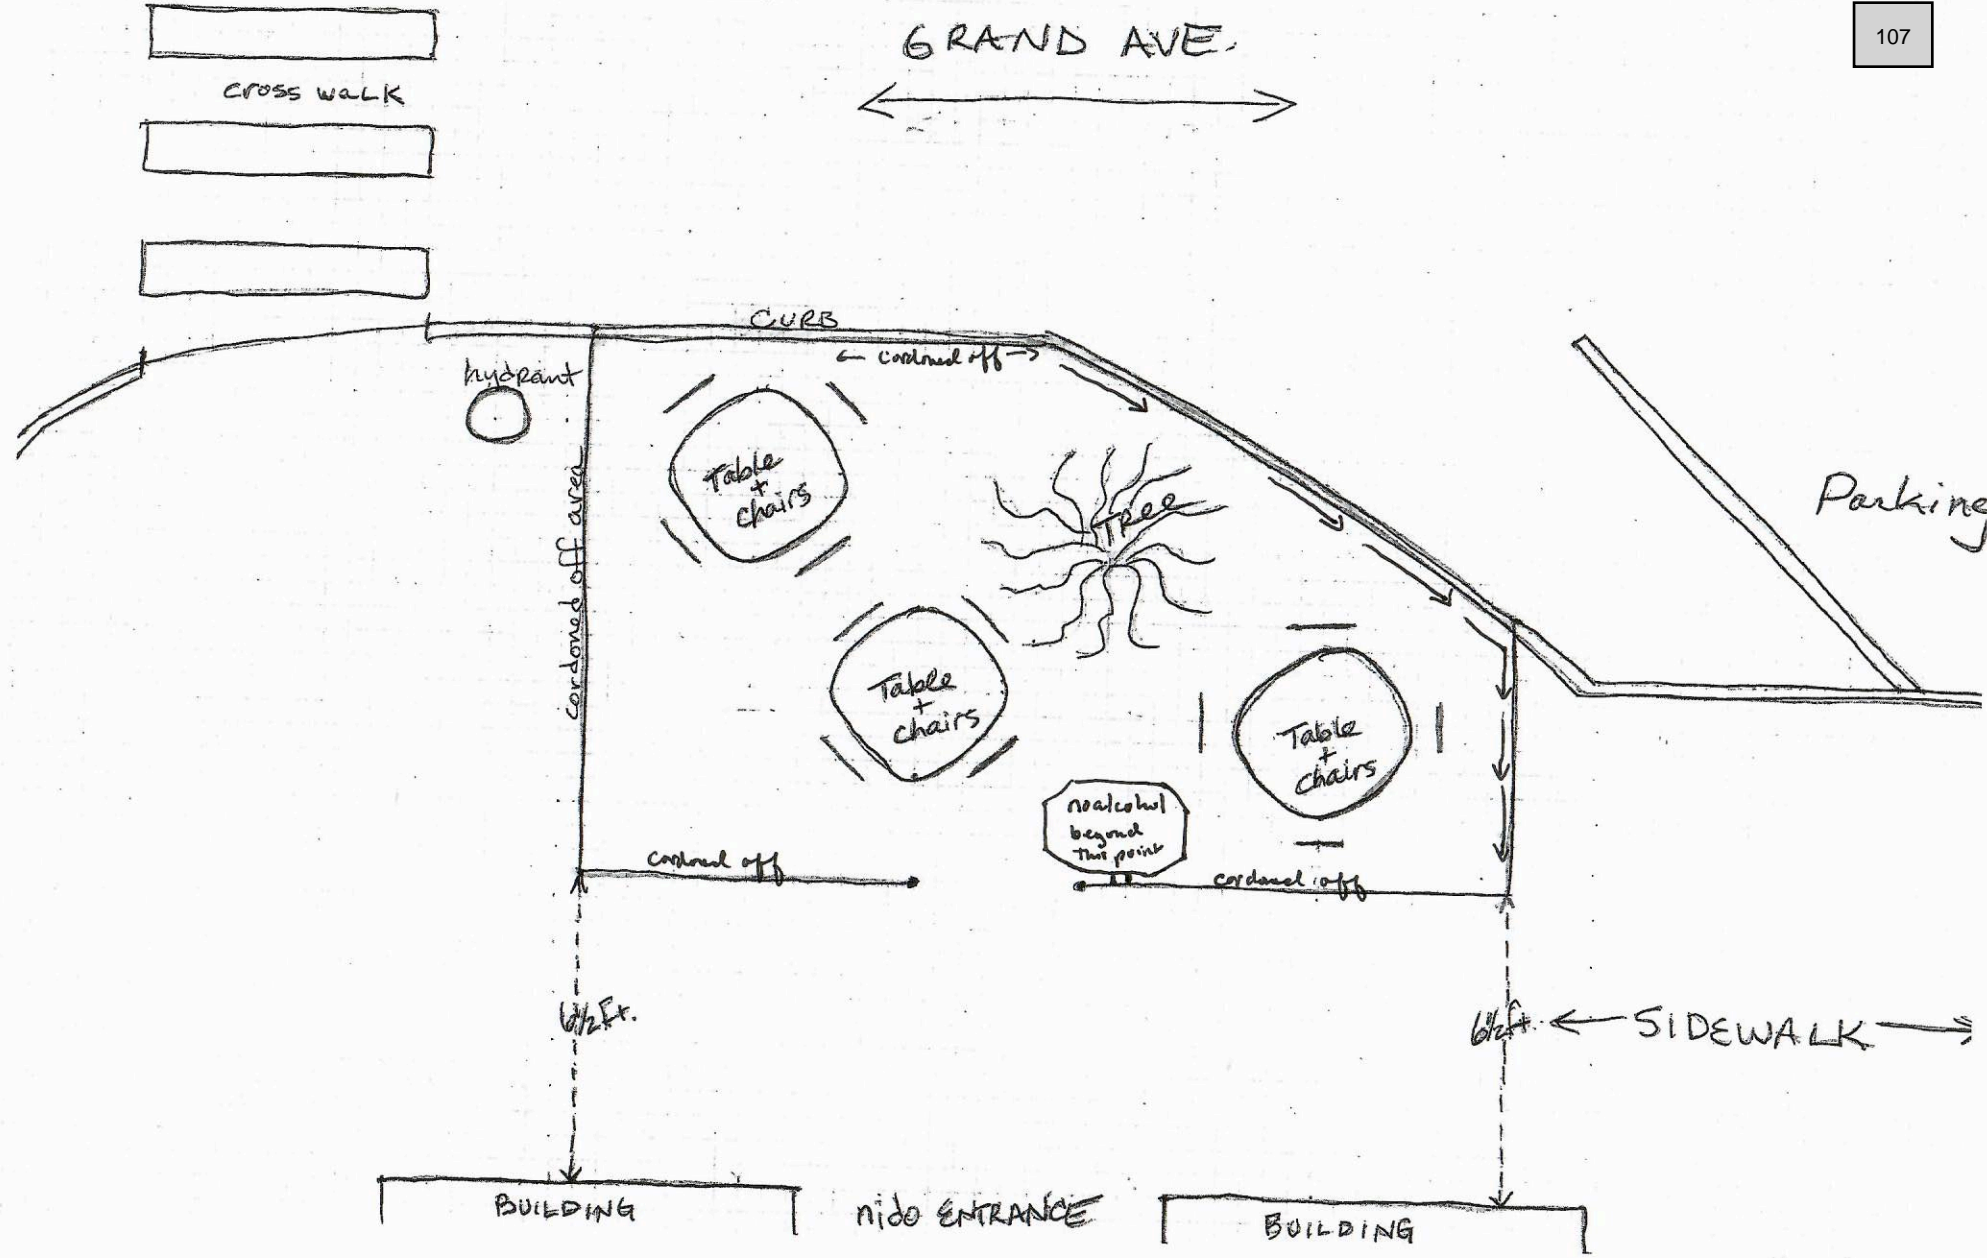 GRAND AVE.
107
cross walk
CURB
← cordoned off →
hydrant
cordoned off area
Table
+
chairs
Tree
Parking
Table
+
chairs
Table
+
chairs
no alcohol
beyond
this point
cordoned off
cordoned off
6½ ft.
6½ ft.
← SIDEWALK →
BUILDING
nido ENTRANCE
BUILDING